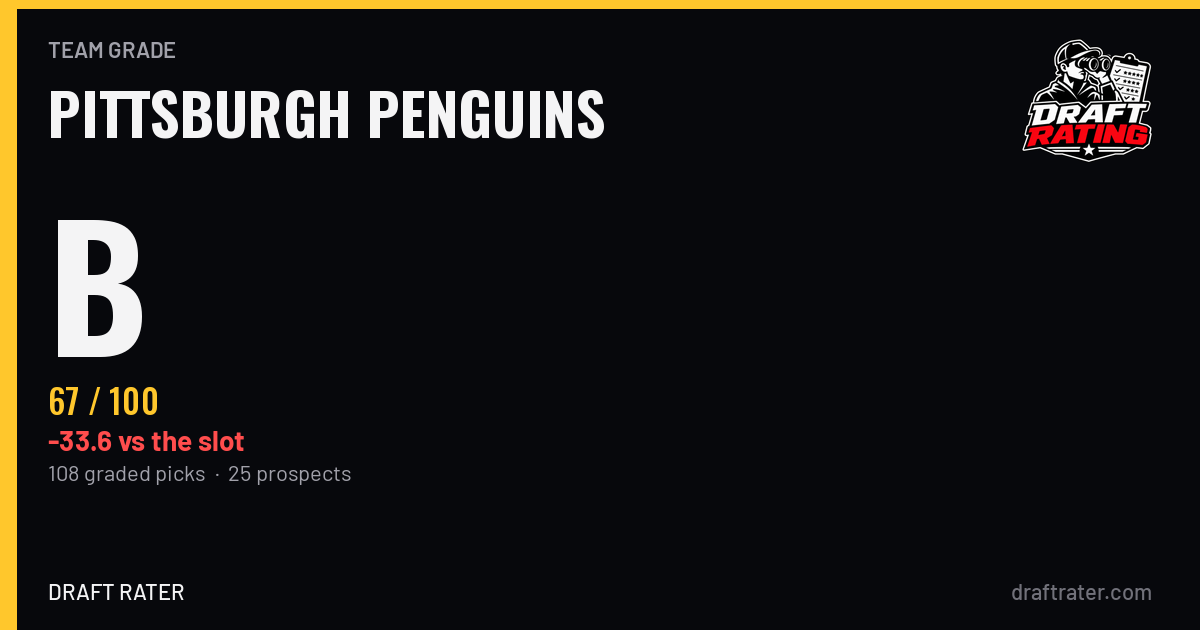 TEAM GRADE
PITTSBURGH PENGUINS
DRAFT
RATING
B
67 / 100
-33.6 vs the slot
108 graded picks · 25 prospects
DRAFT RATER
draftrater.com